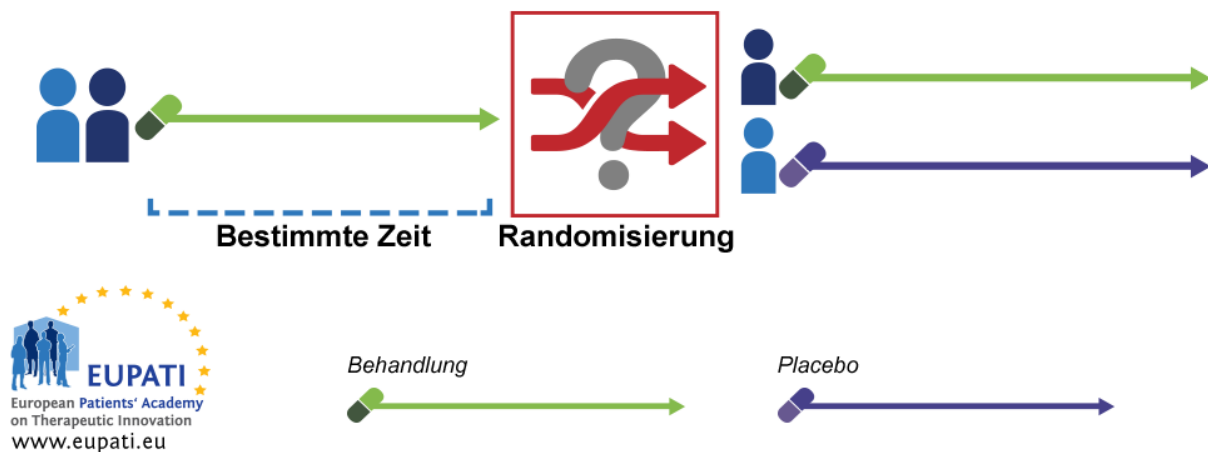 Bestimmte Zeit
Randomisierung
EUPATI
European Patients' Academy
on Therapeutic Innovation
www.eupati.eu
Behandlung
Placebo